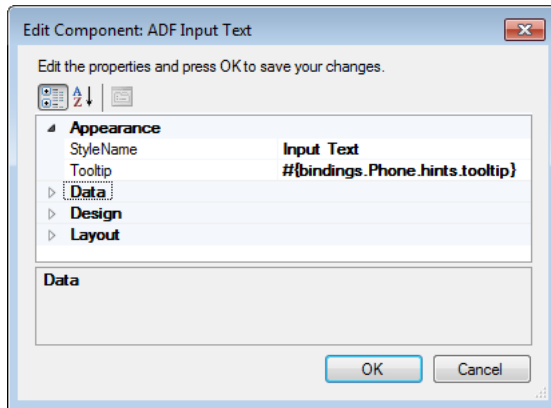 Edit Component: ADF Input Text
Edit the properties and press OK to save your changes.
Appearance
StyleName Input Text
Tooltip #{bindings.Phone.hints.tooltip}
Data
Design
Layout
Data
OK Cancel